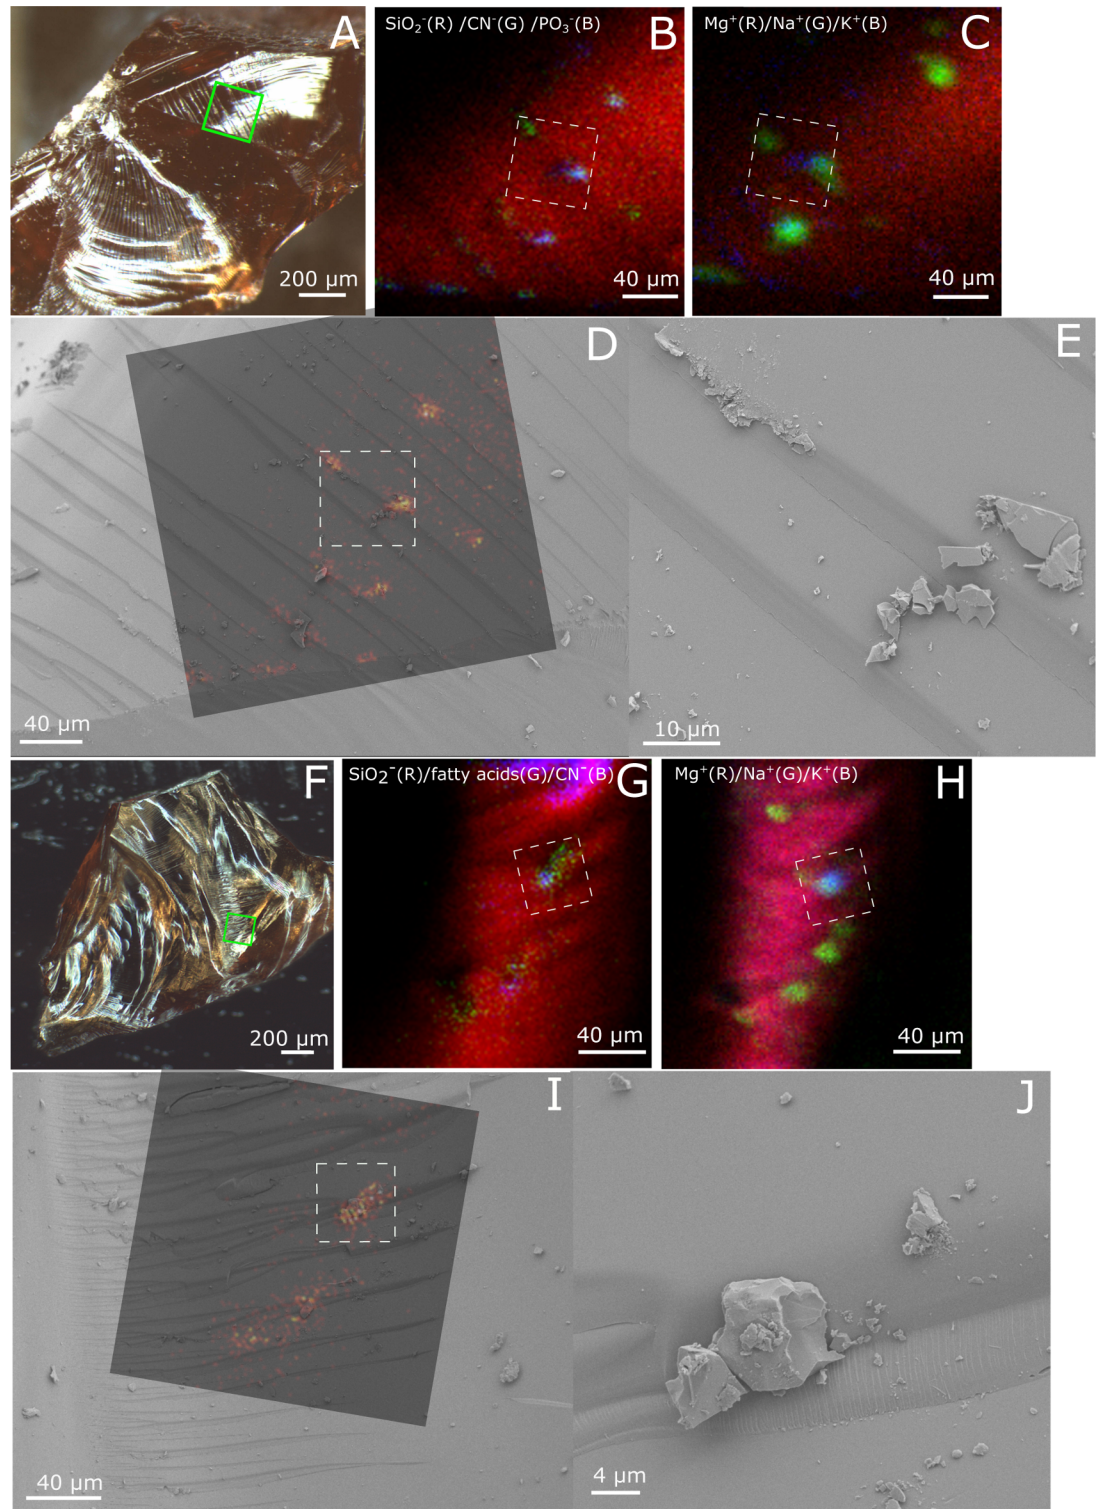 A
200 µm
SiO₂⁻(R) /CN⁻(G) /PO₃⁻(B)
B
40 µm
Mg⁺(R)/Na⁺(G)/K⁺(B)
C
40 µm
D
40 µm
E
10 µm
F
200 µm
SiO₂⁻(R)/fatty acids(G)/CN⁻(B)
G
40 µm
Mg⁺(R)/Na⁺(G)/K⁺(B)
H
40 µm
I
40 µm
J
4 µm